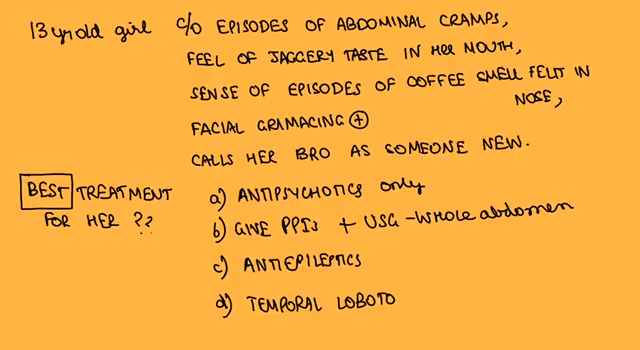 13 yr old girl c/o EPISODES OF ABDOMINAL CRAMPS,
FEEL OF JAGGERY TASTE IN HER MOUTH,
SENSE OF EPISODES OF COFFEE SMELL FELT IN
NOSE,
FACIAL GRAMACING ⊕
CALLS HER BRO AS SOMEONE NEW.
BEST TREATMENT
FOR HER ??
a) ANTIPSYCHOTICS only
b) GIVE PPIs + USG - WHOLE abdomen
c) ANTIEPILEPTICS
d) TEMPORAL LOBOTO